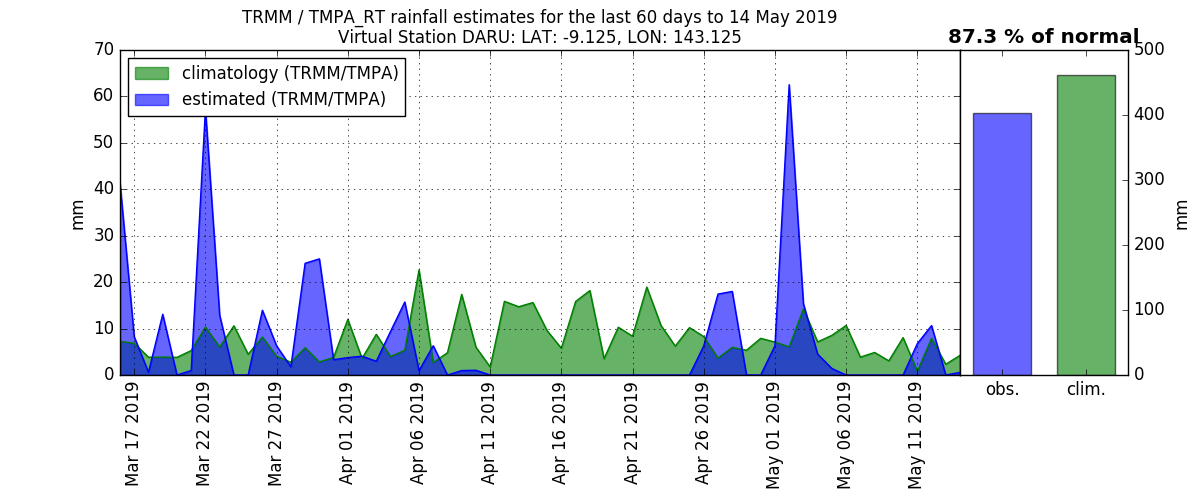 TRMM / TMPA_RT rainfall estimates for the last 60 days to 14 May 2019
Virtual Station DARU: LAT: -9.125, LON: 143.125
87.3 % of normal
climatology (TRMM/TMPA)
estimated (TRMM/TMPA)
70
60
50
40
30
20
10
0
mm
Mar 17 2019
Mar 22 2019
Mar 27 2019
Apr 01 2019
Apr 06 2019
Apr 11 2019
Apr 16 2019
Apr 21 2019
Apr 26 2019
May 01 2019
May 06 2019
May 11 2019
500
400
300
200
100
0
mm
obs.
clim.